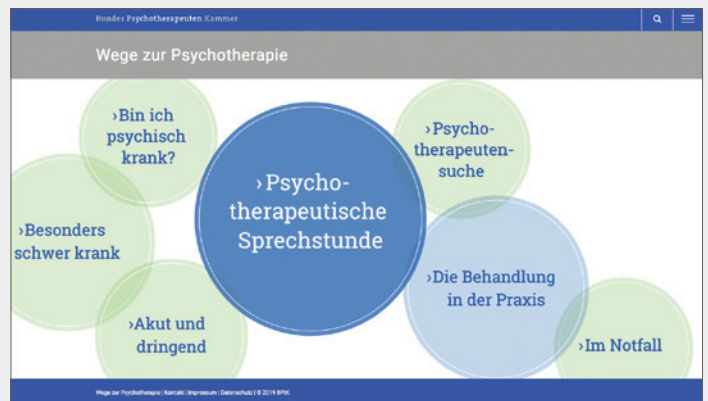 Bundes Psychotherapeuten Kammer
Wege zur Psychotherapie
›Bin ich
psychisch
krank?
›Psycho-
therapeuten-
suche
›Psycho-
therapeutische
Sprechstunde
›Besonders
schwer krank
›Die Behandlung
in der Praxis
›Akut und
dringend
›Im Notfall
Wege zur Psychotherapie | Kontakt | Impressum | Datenschutz | © 2019 BPtK